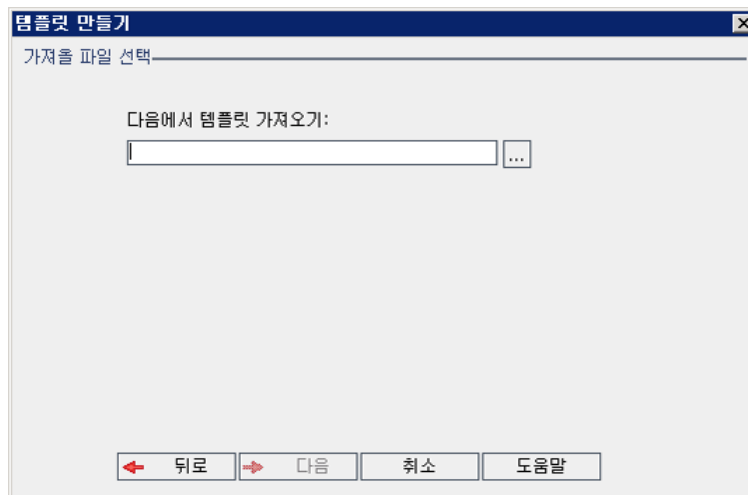 템플릿 만들기
가져올 파일 선택
다음에서 템플릿 가져오기:
...
뒤로 다음 취소 도움말